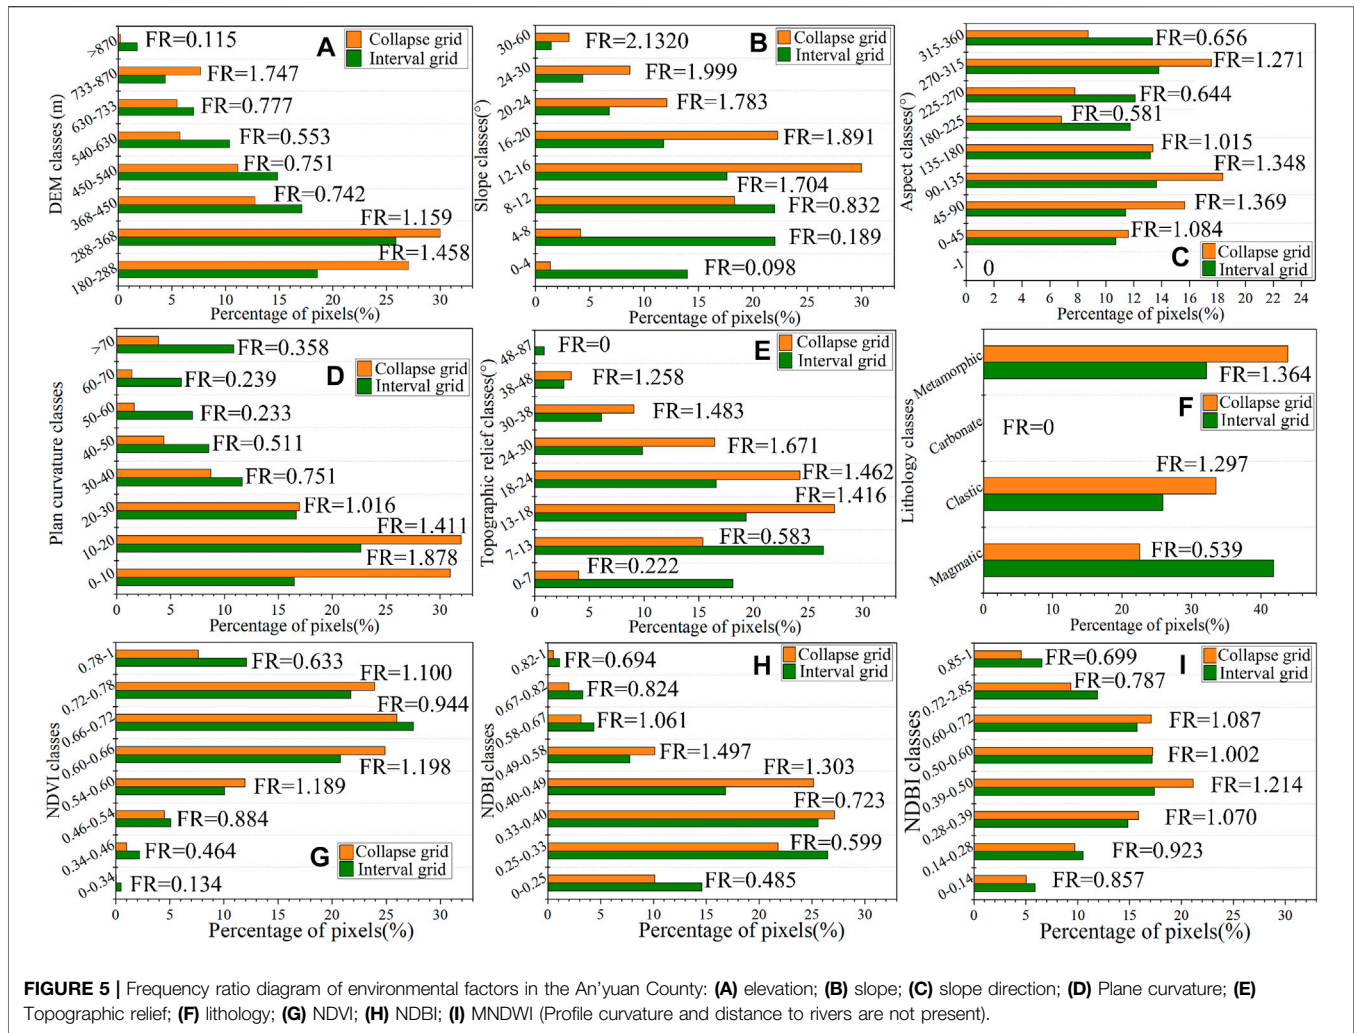 A
Collapse grid
Interval grid
DEM classes (m)
>870
FR=0.115
733-870
FR=1.747
630-733
FR=0.777
540-630
FR=0.553
450-540
FR=0.751
368-450
FR=0.742
288-368
FR=1.159
180-288
FR=1.458
0 5 10 15 20 25 30
Percentage of pixels(%)
B
Collapse grid
Interval grid
Slope classes(°)
30-60
FR=2.1320
24-30
FR=1.999
20-24
FR=1.783
16-20
FR=1.891
12-16
FR=1.704
8-12
FR=0.832
4-8
FR=0.189
0-4
FR=0.098
0 5 10 15 20 25 30
Percentage of pixels(%)
Aspect classes(°)
315-360
FR=0.656
270-315
FR=1.271
225-270
FR=0.644
180-225
FR=0.581
135-180
FR=1.015
90-135
FR=1.348
45-90
FR=1.369
0-45
FR=1.084
-1
0
C
Collapse grid
Interval grid
0 2 4 6 8 10 12 14 16 18 20 22 24
Percentage of pixels(%)
Plan curvature classes
>70
FR=0.358
60-70
FR=0.239
50-60
FR=0.233
40-50
FR=0.511
30-40
FR=0.751
20-30
FR=1.016
10-20
FR=1.411
0-10
FR=1.878
D
Collapse grid
Interval grid
0 5 10 15 20 25 30
Percentage of pixels(%)
E
Collapse grid
Interval grid
Topographic relief classes(°)
48-87
FR=0
38-48
FR=1.258
30-38
FR=1.483
24-30
FR=1.671
18-24
FR=1.462
13-18
FR=1.416
7-13
FR=0.583
0-7
FR=0.222
0 5 10 15 20 25 30
Percentage of pixels(%)
Lithology classes
Metamorphic
FR=1.364
Carbonate
FR=0
Clastic
FR=1.297
Magmatic
FR=0.539
F
Collapse grid
Interval grid
0 10 20 30 40
Percentage of pixels(%)
NDVI classes
0.78-1
FR=0.633
0.72-0.78
FR=1.100
0.66-0.72
FR=0.944
0.60-0.66
FR=1.198
0.54-0.60
FR=1.189
0.46-0.54
FR=0.884
0.34-0.46
FR=0.464
0-0.34
FR=0.134
G
Collapse grid
Interval grid
0 5 10 15 20 25 30
Percentage of pixels(%)
H
Collapse grid
Interval grid
NDBI classes
0.82-1
FR=0.694
0.67-0.82
FR=0.824
0.58-0.67
FR=1.061
0.49-0.58
FR=1.497
0.40-0.49
FR=1.303
0.33-0.40
FR=0.723
0.25-0.33
FR=0.599
0-0.25
FR=0.485
0 5 10 15 20 25 30
Percentage of pixels(%)
I
Collapse grid
Interval grid
NDBI classes
0.85-1
FR=0.699
0.72-2.85
FR=0.787
0.60-0.72
FR=1.087
0.50-0.60
FR=1.002
0.39-0.50
FR=1.214
0.28-0.39
FR=1.070
0.14-0.28
FR=0.923
0-0.14
FR=0.857
0 5 10 15 20 25 30
Percentage of pixels(%)
FIGURE 5 | Frequency ratio diagram of environmental factors in the An'yuan County: (A) elevation; (B) slope; (C) slope direction; (D) Plane curvature; (E)
Topographic relief; (F) lithology; (G) NDVI; (H) NDBI; (I) MNDWI (Profile curvature and distance to rivers are not present).